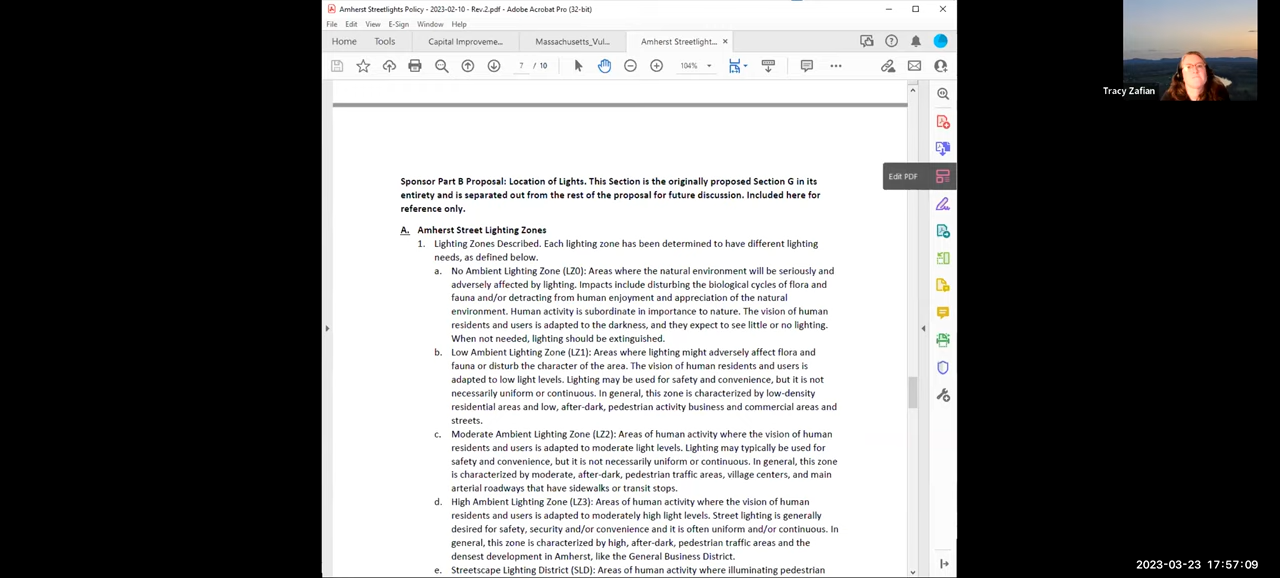 Amherst Streetlights Policy - 2023-02-10 - Rev.2.pdf - Adobe Acrobat Pro (32-bit)
File Edit View E-Sign Window Help
Home Tools Capital Improveme... Massachusetts_Vul... Amherst Streetlight... ×
7 / 10 104%
Tracy Zafian
Edit PDF
Sponsor Part B Proposal: Location of Lights. This Section is the originally proposed Section G in its
entirety and is separated out from the rest of the proposal for future discussion. Included here for
reference only.
A. Amherst Street Lighting Zones
1. Lighting Zones Described. Each lighting zone has been determined to have different lighting
needs, as defined below.
a. No Ambient Lighting Zone (LZ0): Areas where the natural environment will be seriously and
adversely affected by lighting. Impacts include disturbing the biological cycles of flora and
fauna and/or detracting from human enjoyment and appreciation of the natural
environment. Human activity is subordinate in importance to nature. The vision of human
residents and users is adapted to the darkness, and they expect to see little or no lighting.
When not needed, lighting should be extinguished.
b. Low Ambient Lighting Zone (LZ1): Areas where lighting might adversely affect flora and
fauna or disturb the character of the area. The vision of human residents and users is
adapted to low light levels. Lighting may be used for safety and convenience, but it is not
necessarily uniform or continuous. In general, this zone is characterized by low-density
residential areas and low, after-dark, pedestrian activity business and commercial areas and
streets.
c. Moderate Ambient Lighting Zone (LZ2): Areas of human activity where the vision of human
residents and users is adapted to moderate light levels. Lighting may typically be used for
safety and convenience, but it is not necessarily uniform or continuous. In general, this zone
is characterized by moderate, after-dark, pedestrian traffic areas, village centers, and main
arterial roadways that have sidewalks or transit stops.
d. High Ambient Lighting Zone (LZ3): Areas of human activity where the vision of human
residents and users is adapted to moderately high light levels. Street lighting is generally
desired for safety, security and/or convenience and it is often uniform and/or continuous. In
general, this zone is characterized by high, after-dark, pedestrian traffic areas and the
densest development in Amherst, like the General Business District.
e. Streetscape Lighting District (SLD): Areas of human activity where illuminating pedestrian
2023-03-23 17:57:09